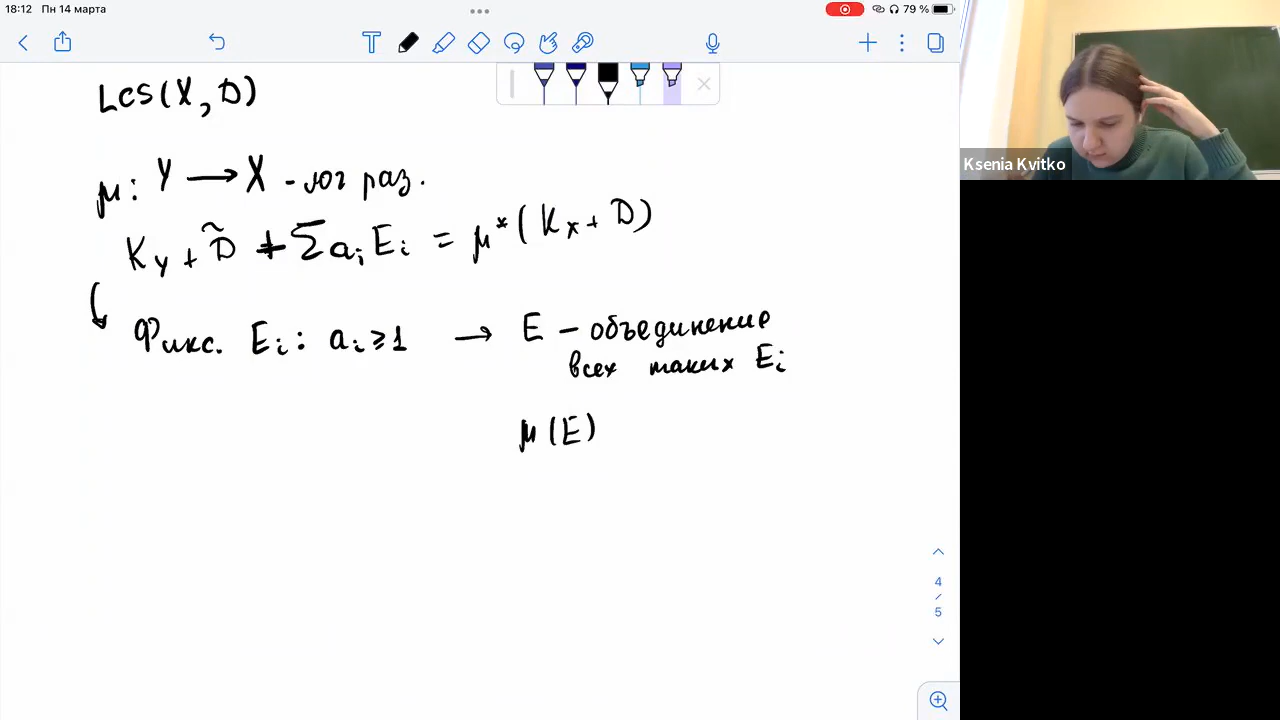 18:12 Пн 14 марта 79 %
LCS(X, D)
μ: Y → X - лог раз.
K_Y + D̃ + Σ a_i E_i = μ*(K_X + D)
Фикс. E_i : a_i ≥ 1 → E – объединение
всех таких E_i
μ(E)
4
/
5
Ksenia Kvitko